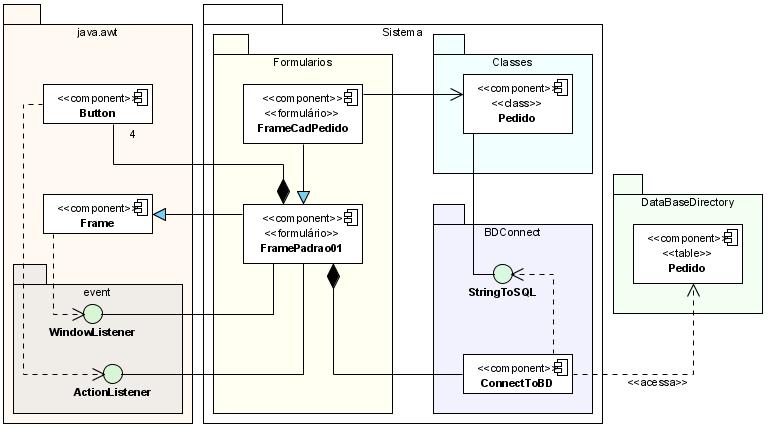 java.awt
<<component>>
Button
4
<<component>>
Frame
event
WindowListener
ActionListener
Sistema
Formularios
<<component>>
<<formulário>>
FrameCadPedido
<<component>>
<<formulário>>
FramePadrao01
Classes
<<component>>
<<class>>
Pedido
BDConnect
StringToSQL
<<component>>
ConnectToBD
DataBaseDirectory
<<component>>
<<table>>
Pedido
<<acessa>>